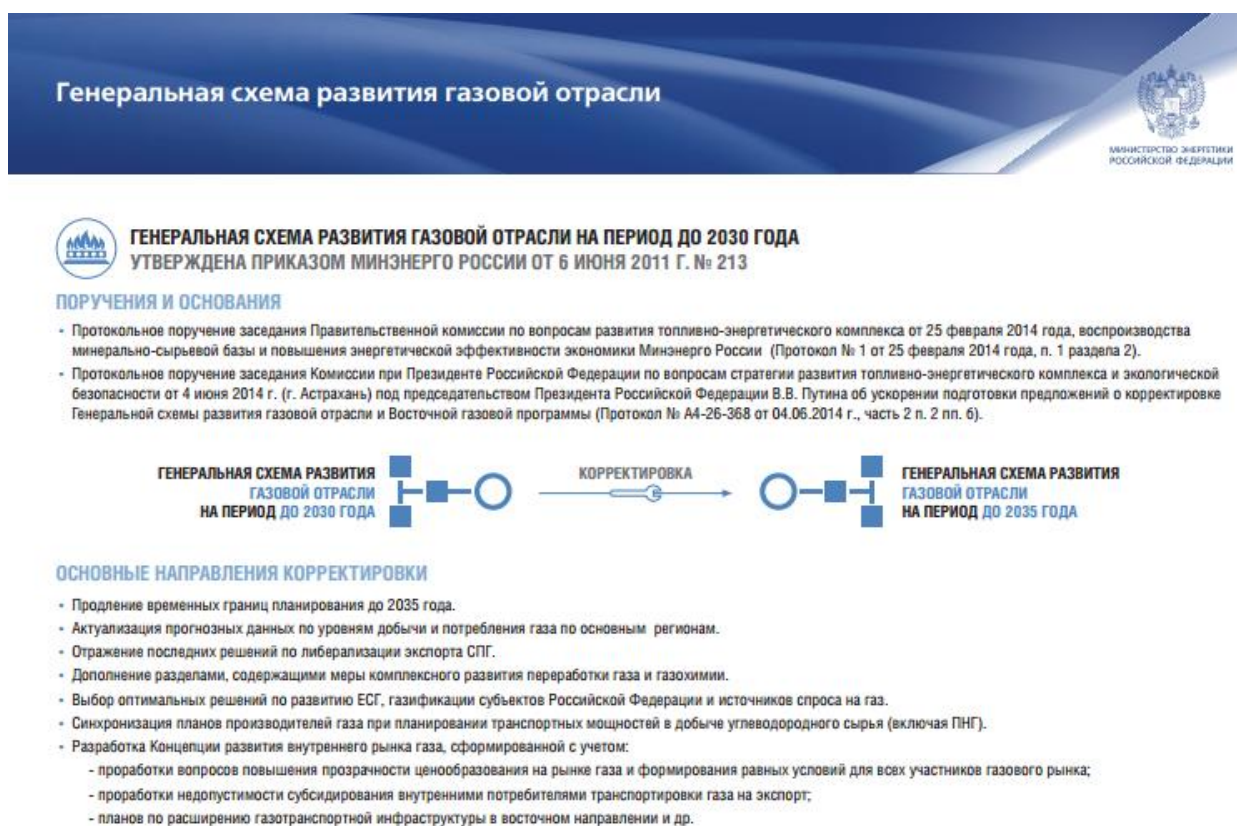 Генеральная схема развития газовой отрасли
МИНИСТЕРСТВО ЭНЕРГЕТИКИ
РОССИЙСКОЙ ФЕДЕРАЦИИ
ГЕНЕРАЛЬНАЯ СХЕМА РАЗВИТИЯ ГАЗОВОЙ ОТРАСЛИ НА ПЕРИОД ДО 2030 ГОДА
УТВЕРЖДЕНА ПРИКАЗОМ МИНЭНЕРГО РОССИИ ОТ 6 ИЮНЯ 2011 Г. № 213
ПОРУЧЕНИЯ И ОСНОВАНИЯ
- Протокольное поручение заседания Правительственной комиссии по вопросам развития топливно-энергетического комплекса от 25 февраля 2014 года, воспроизводства
минерально-сырьевой базы и повышения энергетической эффективности экономики Минэнерго России (Протокол № 1 от 25 февраля 2014 года, п. 1 раздела 2).
- Протокольное поручение заседания Комиссии при Президенте Российской Федерации по вопросам стратегии развития топливно-энергетического комплекса и экологической
безопасности от 4 июня 2014 г. (г. Астрахань) под председательством Президента Российской Федерации В.В. Путина об ускорении подготовки предложений о корректировке
Генеральной схемы развития газовой отрасли и Восточной газовой программы (Протокол № А4-26-368 от 04.06.2014 г., часть 2 п. 2 пп. б).
ГЕНЕРАЛЬНАЯ СХЕМА РАЗВИТИЯ
ГАЗОВОЙ ОТРАСЛИ
НА ПЕРИОД ДО 2030 ГОДА
КОРРЕКТИРОВКА
ГЕНЕРАЛЬНАЯ СХЕМА РАЗВИТИЯ
ГАЗОВОЙ ОТРАСЛИ
НА ПЕРИОД ДО 2035 ГОДА
ОСНОВНЫЕ НАПРАВЛЕНИЯ КОРРЕКТИРОВКИ
- Продление временных границ планирования до 2035 года.
- Актуализация прогнозных данных по уровням добычи и потребления газа по основным регионам.
- Отражение последних решений по либерализации экспорта СПГ.
- Дополнение разделами, содержащими меры комплексного развития переработки газа и газохимии.
- Выбор оптимальных решений по развитию ЕСГ, газификации субъектов Российской Федерации и источников спроса на газ.
- Синхронизация планов производителей газа при планировании транспортных мощностей в добыче углеводородного сырья (включая ПНГ).
- Разработка Концепции развития внутреннего рынка газа, сформированной с учетом:
- проработки вопросов повышения прозрачности ценообразования на рынке газа и формирования равных условий для всех участников газового рынка;
- проработки недопустимости субсидирования внутренними потребителями транспортировки газа на экспорт;
- планов по расширению газотранспортной инфраструктуры в восточном направлении и др.